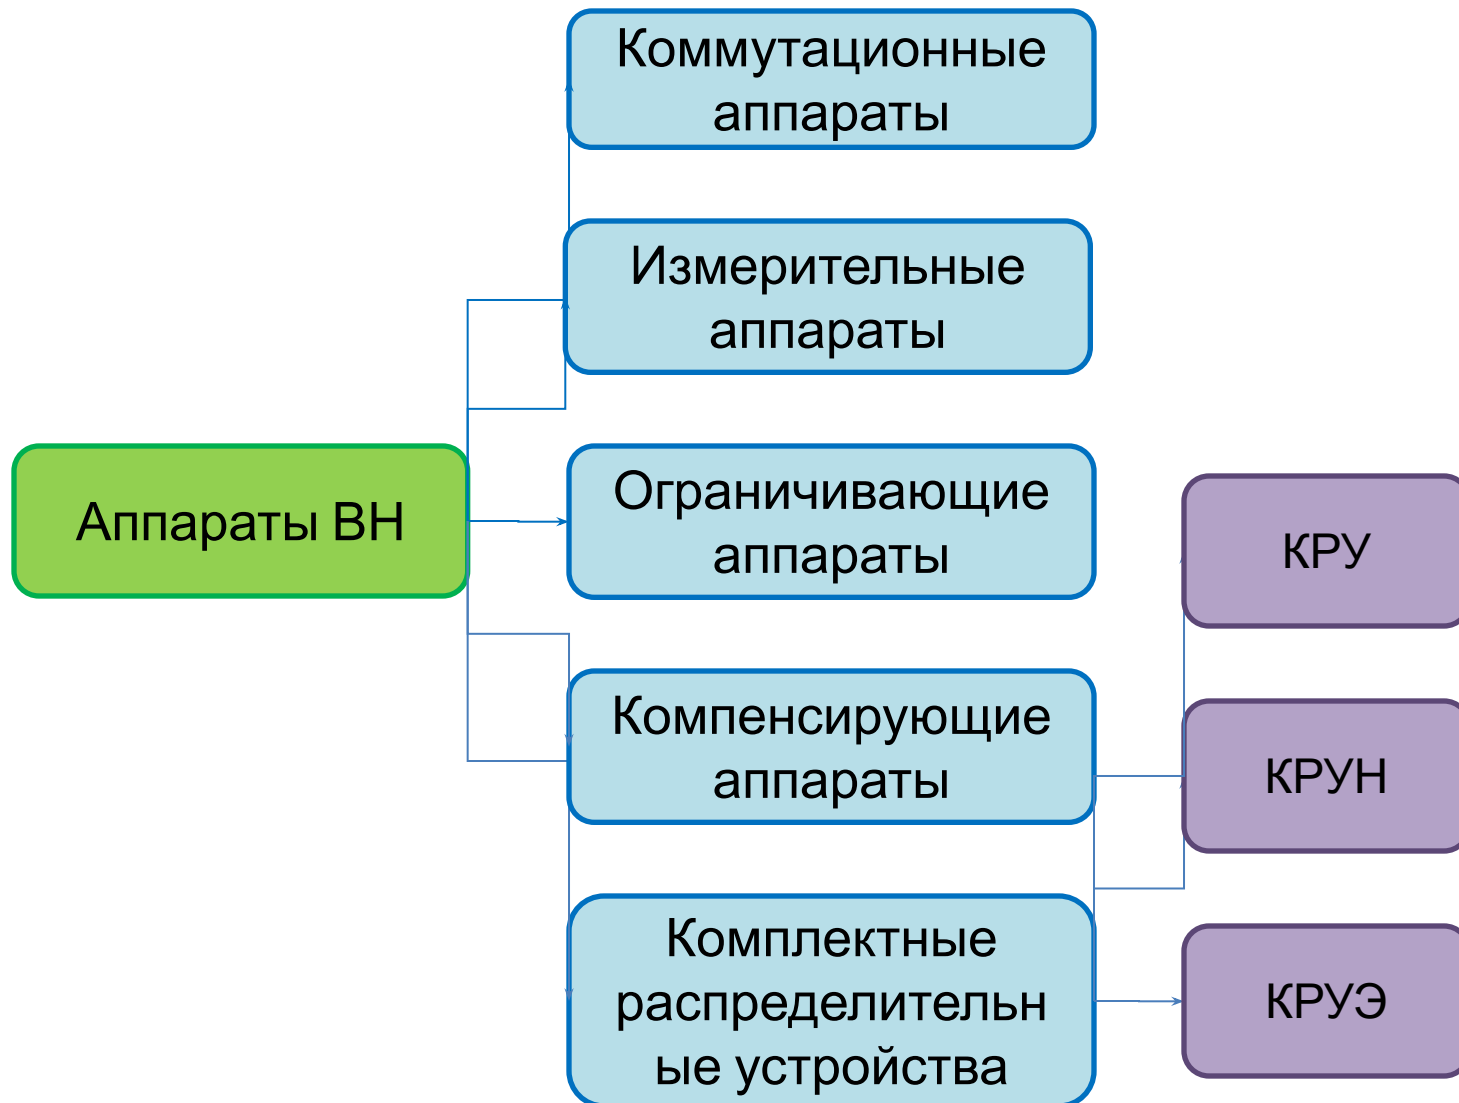 Коммутационные
аппараты
Измерительные
аппараты
Аппараты ВН
Ограничивающие
аппараты
КРУ
Компенсирующие
аппараты
КРУН
Комплектные
распределительн
ые устройства
КРУЭ